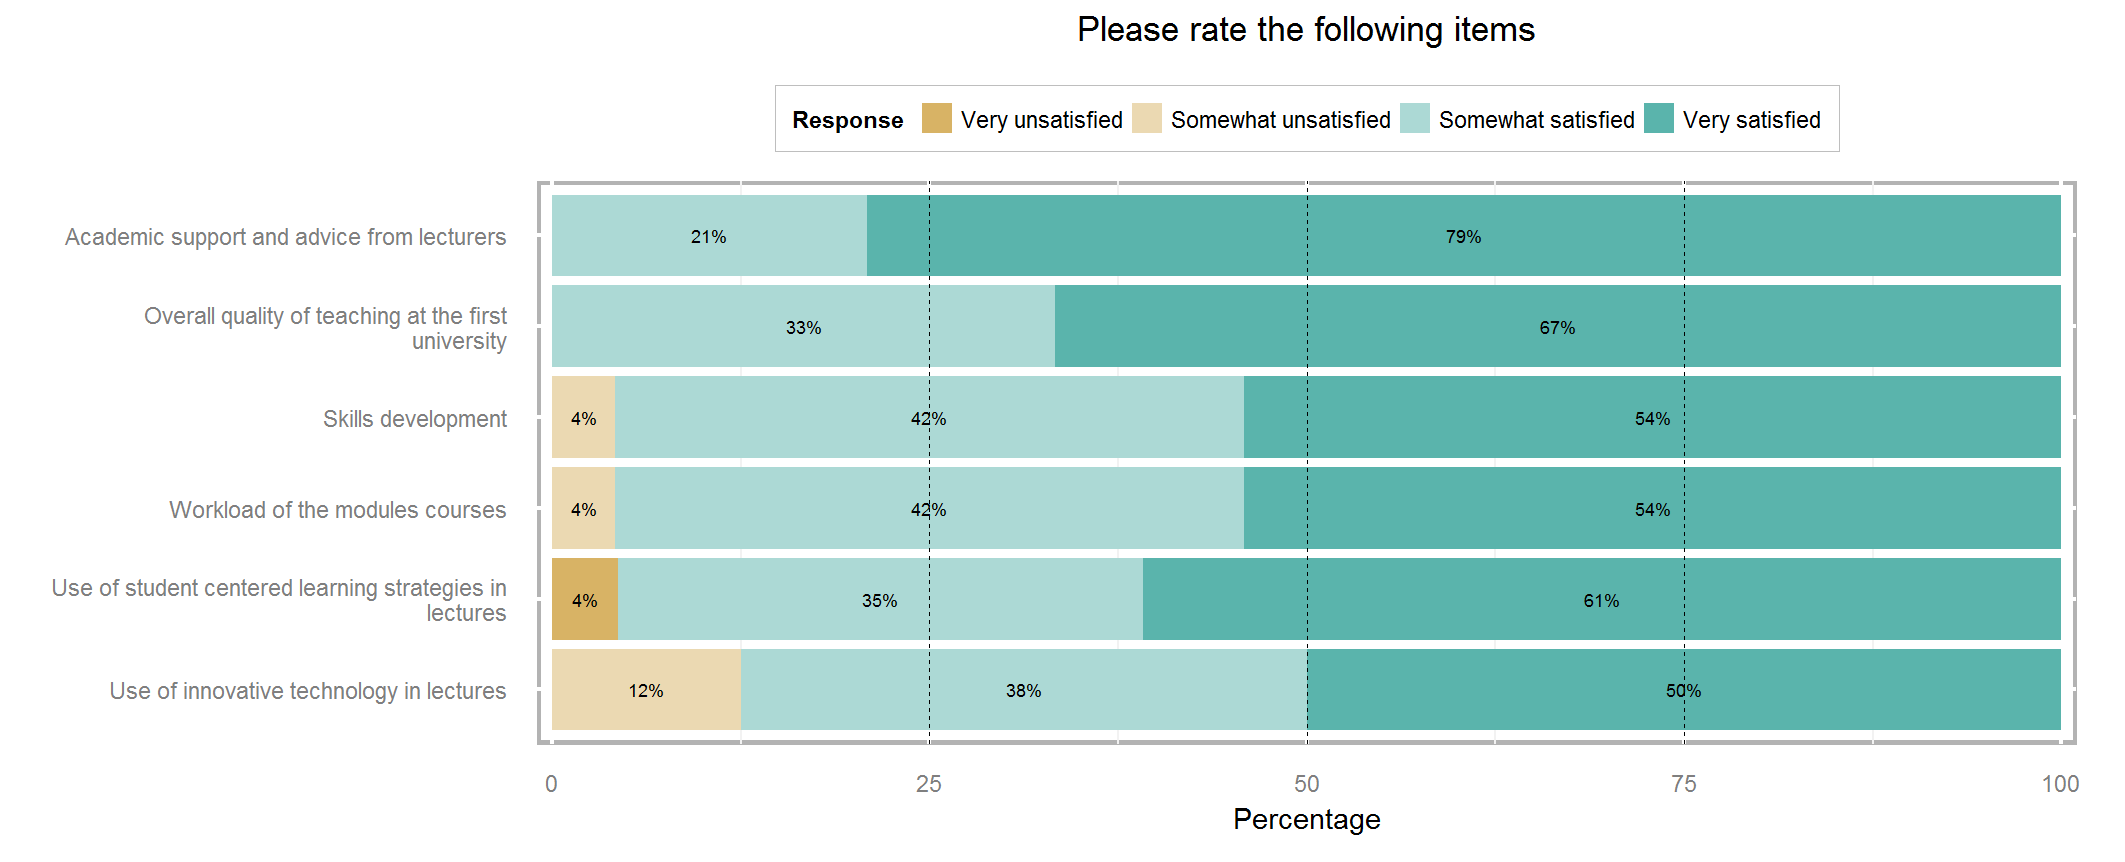 Please rate the following items
Response Very unsatisfied Somewhat unsatisfied Somewhat satisfied Very satisfied
Academic support and advice from lecturers 21% 79%
Overall quality of teaching at the first
university
33% 67%
Skills development 4% 42% 54%
Workload of the modules courses 4% 42% 54%
Use of student centered learning strategies in
lectures
4% 35% 61%
Use of innovative technology in lectures 12% 38% 50%
0 25 50 75 100
Percentage